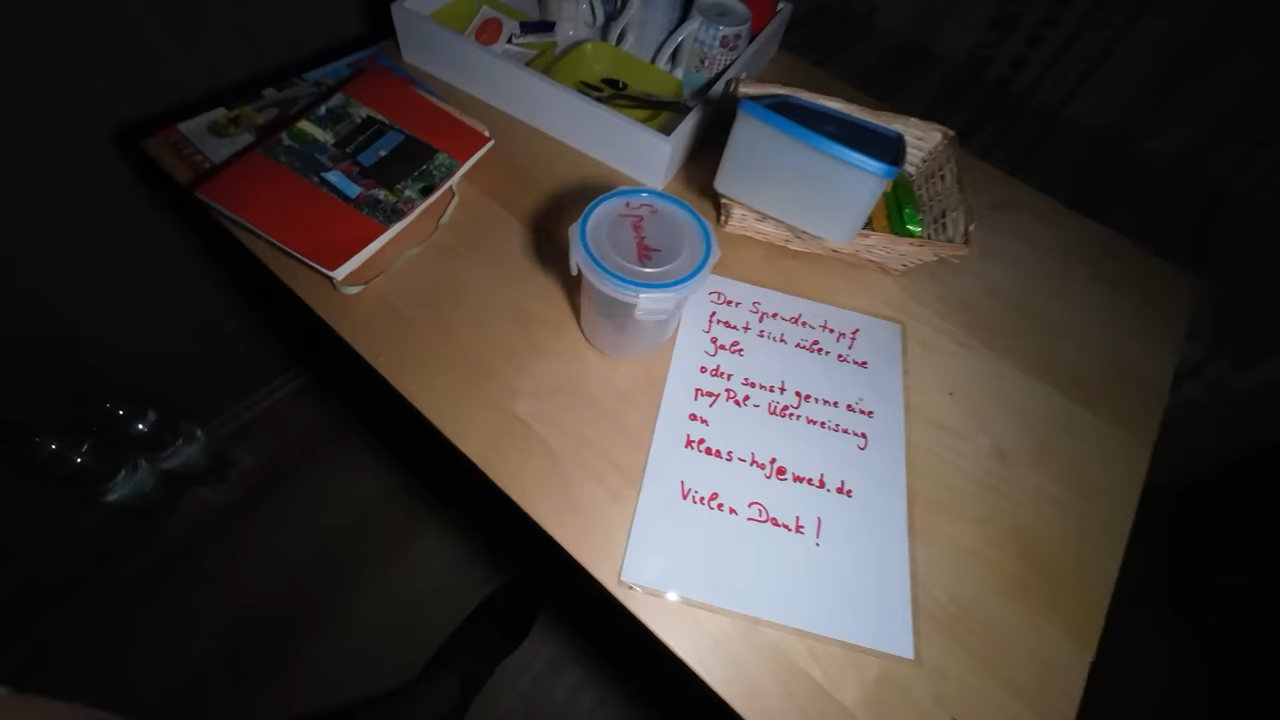 Spende
Der Spendentopf
freut sich über eine
Gabe
oder sonst gerne eine
payPal-Überweisung
an
klaas-hof@web.de
Vielen Dank!